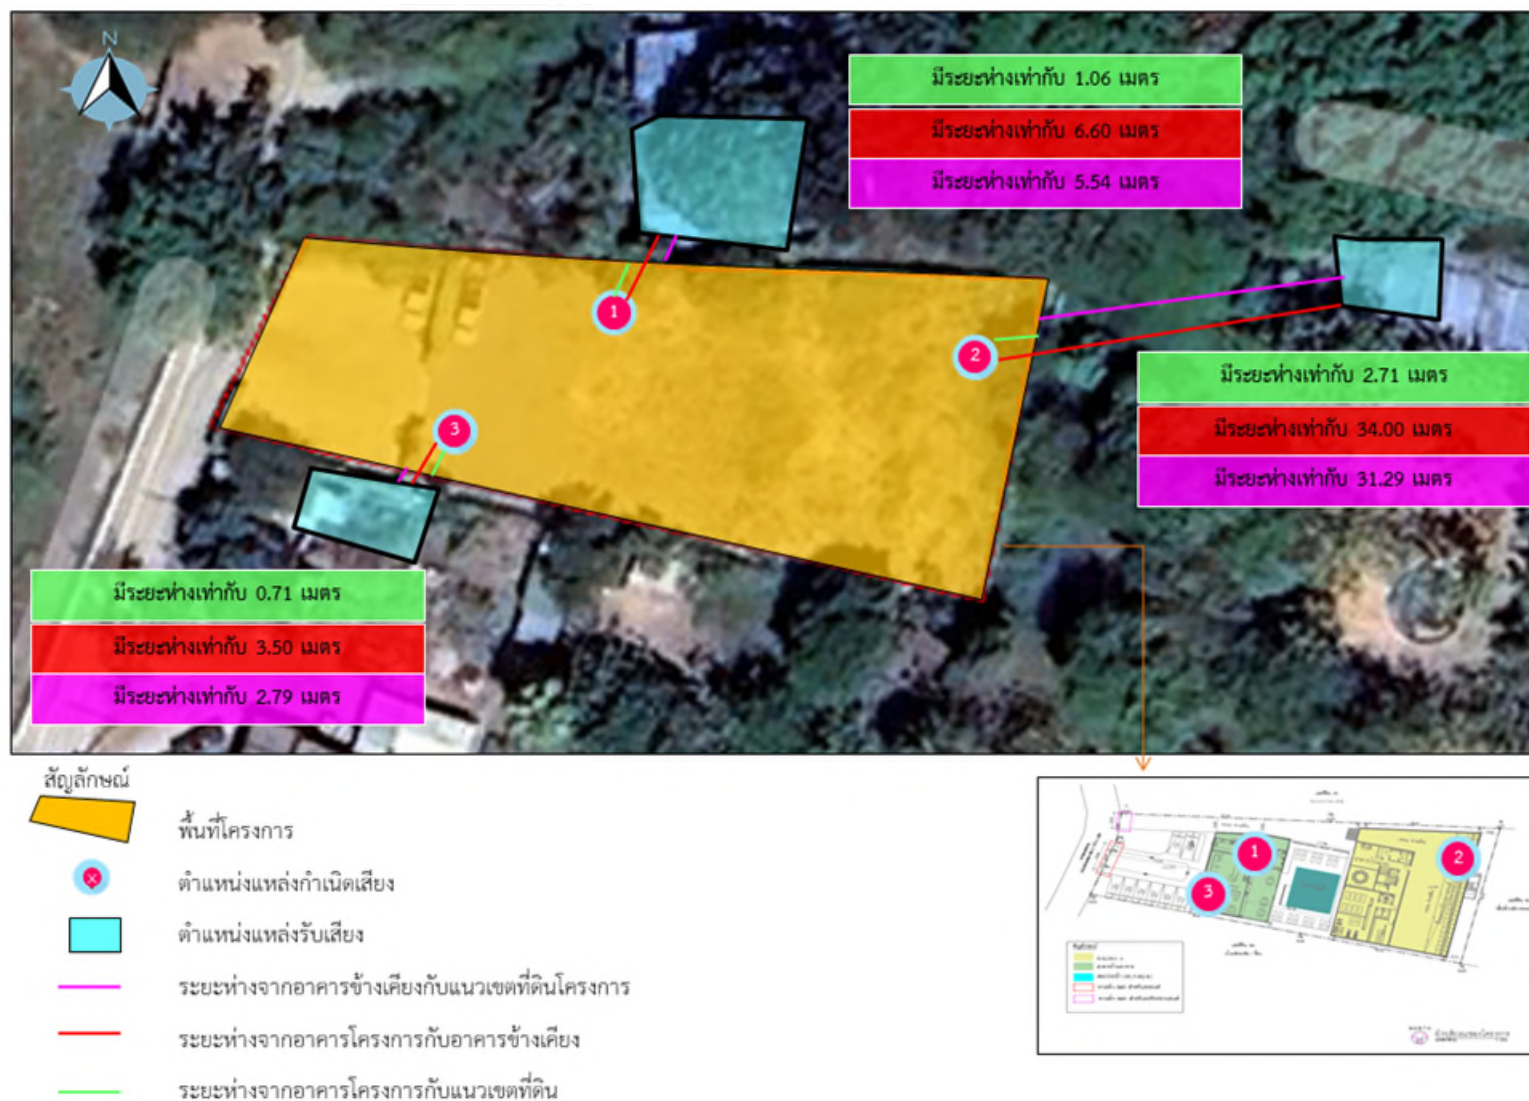 N
มีระยะห่างเท่ากับ 1.06 เมตร
มีระยะห่างเท่ากับ 6.60 เมตร
มีระยะห่างเท่ากับ 5.54 เมตร
1
2
3
มีระยะห่างเท่ากับ 2.71 เมตร
มีระยะห่างเท่ากับ 34.00 เมตร
มีระยะห่างเท่ากับ 31.29 เมตร
มีระยะห่างเท่ากับ 0.71 เมตร
มีระยะห่างเท่ากับ 3.50 เมตร
มีระยะห่างเท่ากับ 2.79 เมตร
สัญลักษณ์
พื้นที่โครงการ
ตำแหน่งแหล่งกำเนิดเสียง
ตำแหน่งแหล่งรับเสียง
ระยะห่างจากอาคารข้างเคียงกับแนวเขตที่ดินโครงการ
ระยะห่างจากอาคารโครงการกับอาคารข้างเคียง
ระยะห่างจากอาคารโครงการกับแนวเขตที่ดิน
1
2
3